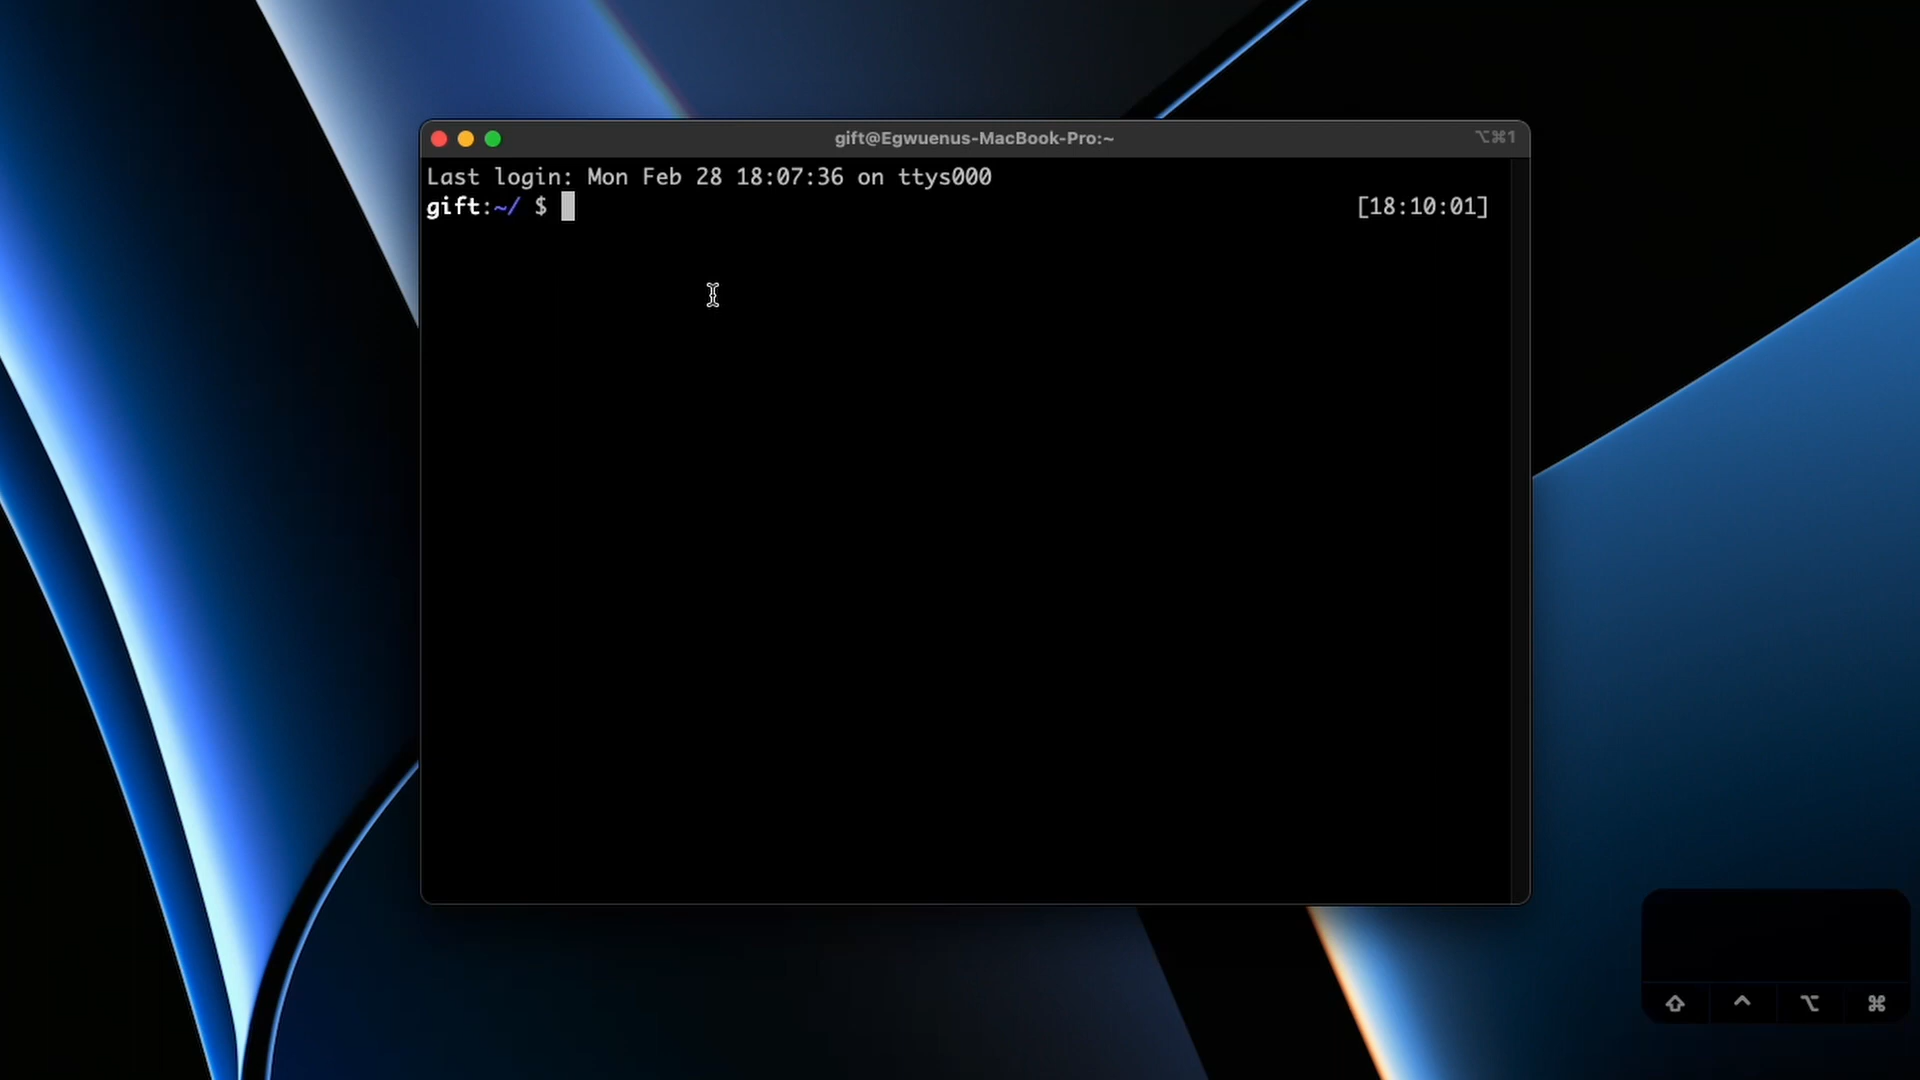 gift@Egwuenus-MacBook-Pro:~ ⌥⌘1
Last login: Mon Feb 28 18:07:36 on ttys000
gift:~/ $ [18:10:01]
⇧ ^ ⌥ ⌘